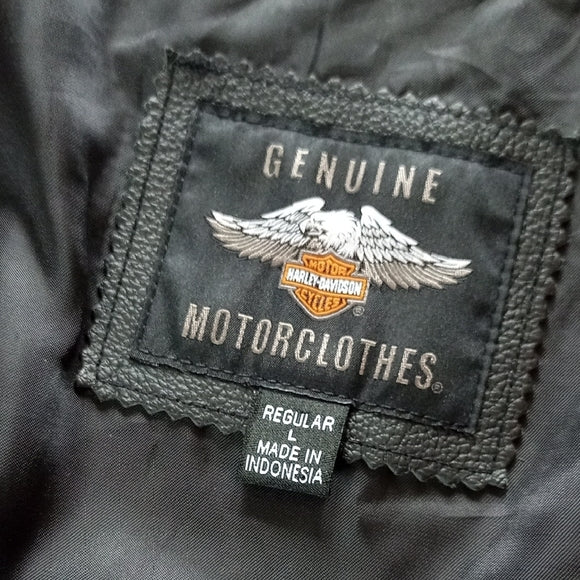 GENUINE
MOTOR
HARLEY-DAVIDSON
CYCLES
®
MOTORCLOTHES®
REGULAR
L
MADE IN
INDONESIA